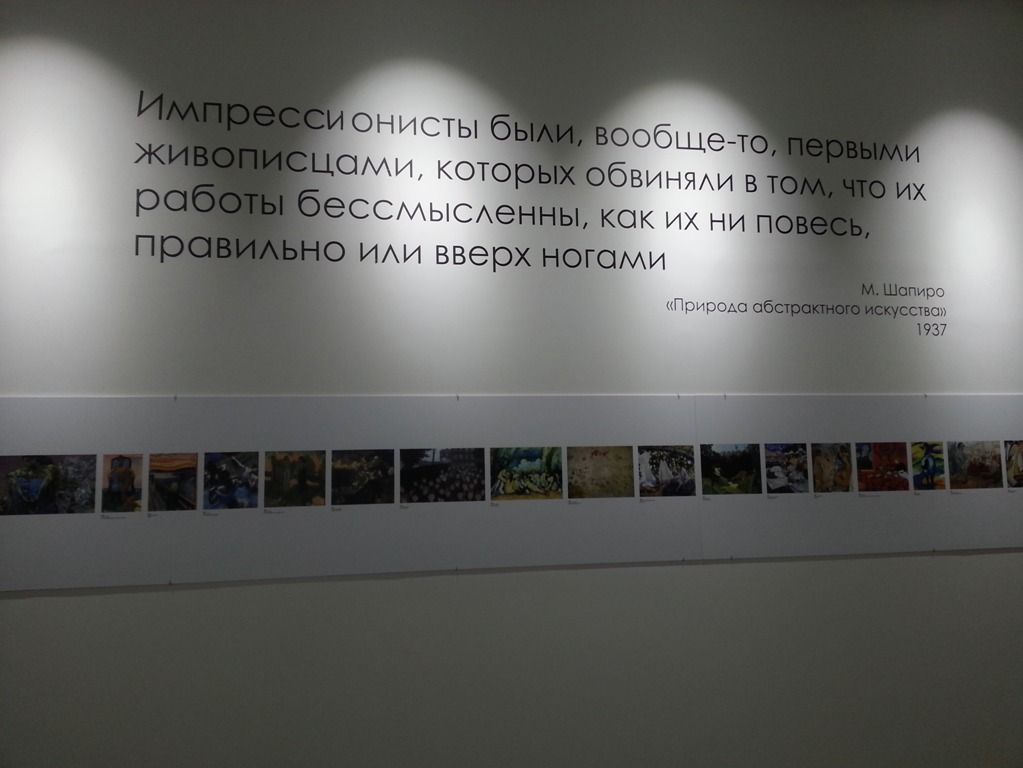 Импрессионисты были, вообще-то, первыми
живописцами, которых обвиняли в том, что их
работы бессмысленны, как их ни повесь,
правильно или вверх ногами
М. Шапиро
«Природа абстрактного искусства»
1937